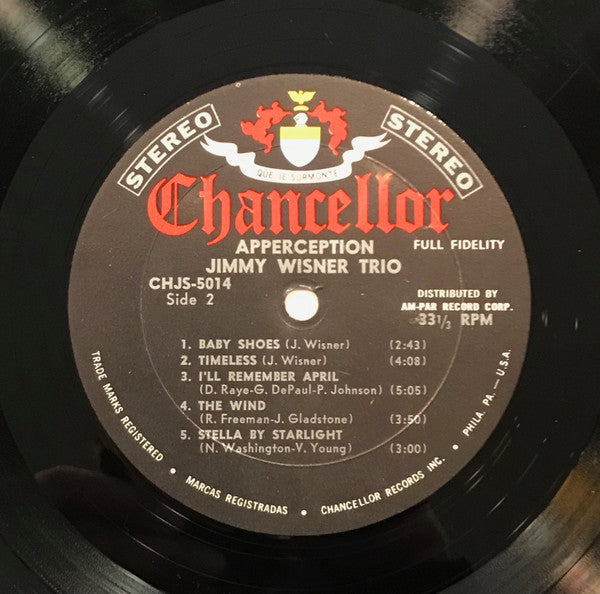 STEREO
STEREO
QUE JE SURMONTE
Chancellor
APPERCEPTION
FULL FIDELITY
JIMMY WISNER TRIO
CHJS-5014
Side 2
DISTRIBUTED BY
AM-PAR RECORD CORP.
33 1/3 RPM
1. BABY SHOES (J. Wisner) (2:43)
2. TIMELESS (J. Wisner) (4:08)
3. I'LL REMEMBER APRIL
(D. Raye-G. DePaul-P. Johnson) (5:05)
4. THE WIND
(R. Freeman-J. Gladstone) (3:50)
5. STELLA BY STARLIGHT
(N. Washington-V. Young) (3:00)
TRADE MARKS REGISTERED • MARCAS REGISTRADAS • CHANCELLOR RECORDS INC. • PHILA. PA. — U.S.A.